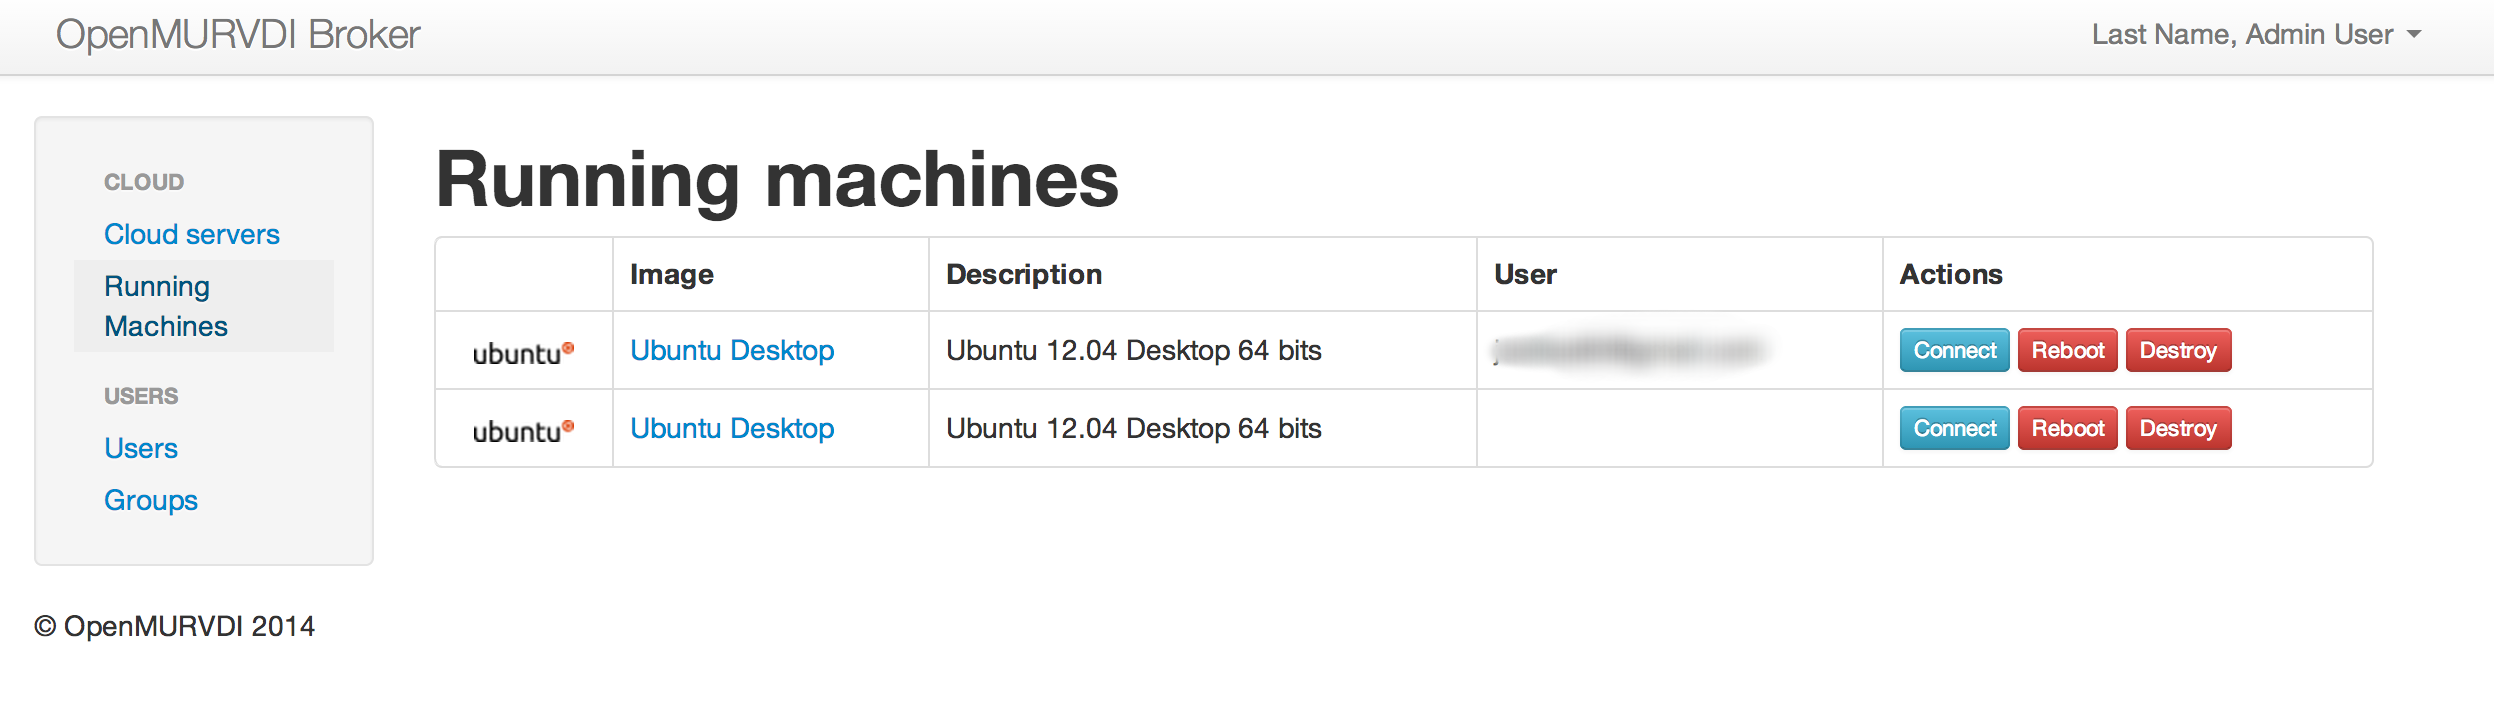 OpenMURVDI Broker
Last Name, Admin User
CLOUD
Cloud servers
Running
Machines
USERS
Users
Groups
Running machines
Image Description User Actions
ubuntu Ubuntu Desktop Ubuntu 12.04 Desktop 64 bits Connect Reboot Destroy
ubuntu Ubuntu Desktop Ubuntu 12.04 Desktop 64 bits Connect Reboot Destroy
© OpenMURVDI 2014